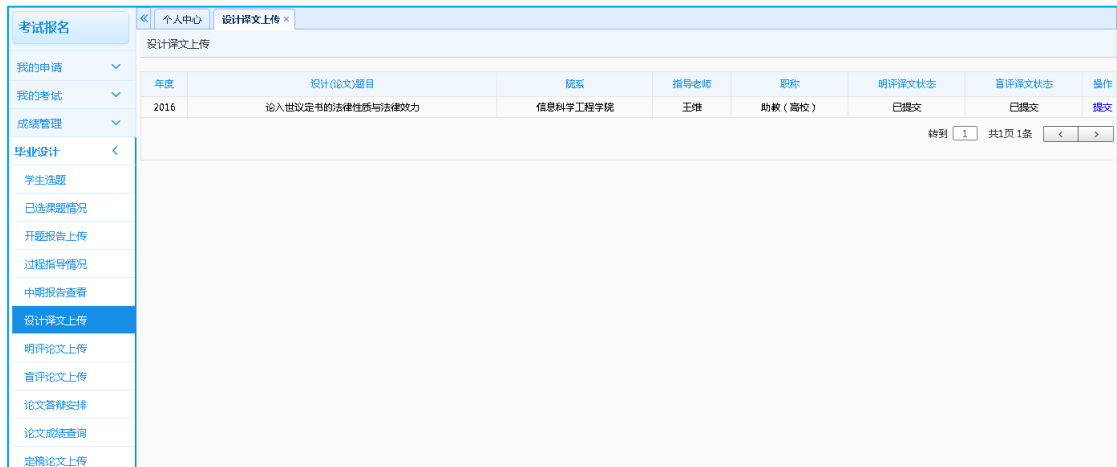 考试报名
个人中心 设计译文上传 ×
设计译文上传
我的申请
我的考试
成绩管理
毕业设计
学生选题
已选课题情况
开题报告上传
过程指导情况
中期报告查看
设计译文上传
明评论文上传
盲评论文上传
论文答辩安排
论文成绩查询
定稿论文上传
年度 设计(论文)题目 院系 指导老师 职称 明评译文状态 盲评译文状态 操作
2016 论入世议定书的法律性质与法律效力 信息科学工程学院 王维 助教（高校） 已提交 已提交 提交
转到 1 共1页 1条 < >